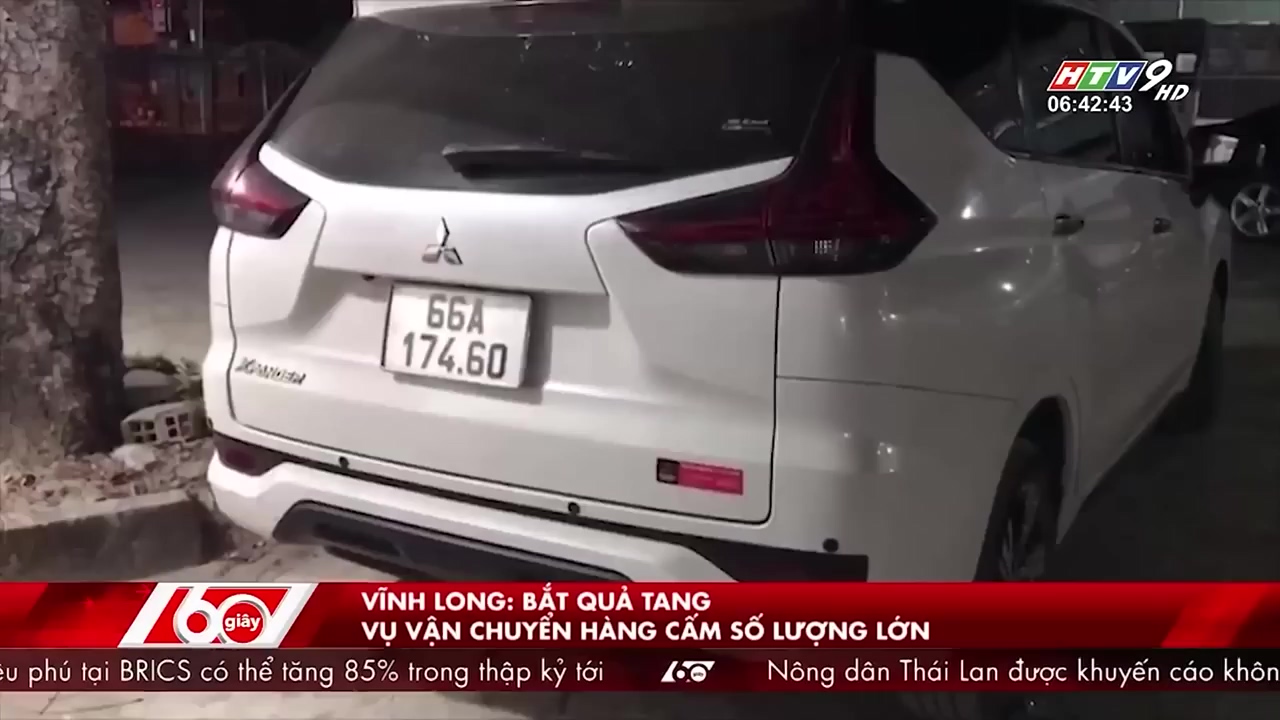 HTV9 HD
06:42:43
66A
174.60
XPANDER
60 giây
VĨNH LONG: BẮT QUẢ TANG
VỤ VẬN CHUYỂN HÀNG CẤM SỐ LƯỢNG LỚN
phú tại BRICS có thể tăng 85% trong thập kỷ tới
60
Nông dân Thái Lan được khuyến cáo